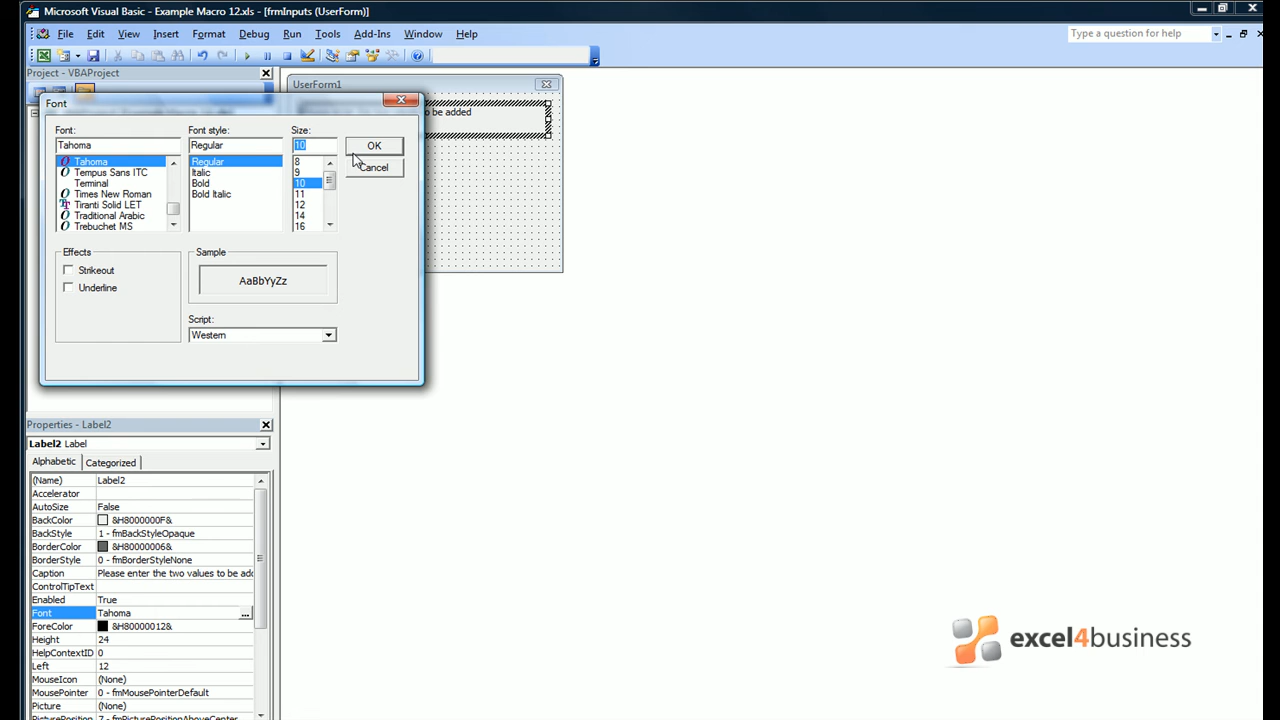 Microsoft Visual Basic - Example Macro 12.xls - [frmInputs (UserForm)]
File Edit View Insert Format Debug Run Tools Add-Ins Window Help
Type a question for help
Project - VBAProject
UserForm1
to be added
Font
Font:
Font style:
Size:
Tahoma
Regular
10
OK
Cancel
Tahoma
Tempus Sans ITC
Terminal
Times New Roman
Tiranti Solid LET
Traditional Arabic
Trebuchet MS
Regular
Italic
Bold
Bold Italic
8
9
10
11
12
14
16
Effects
Strikeout
Underline
Sample
AaBbYyZz
Script:
Western
Properties - Label2
Label2 Label
Alphabetic Categorized
(Name) Label2
Accelerator
AutoSize False
BackColor &H8000000F&
BackStyle 1 - fmBackStyleOpaque
BorderColor &H80000006&
BorderStyle 0 - fmBorderStyleNone
Caption Please enter the two values to be add
ControlTipText
Enabled True
Font Tahoma ...
ForeColor &H80000012&
Height 24
HelpContextID 0
Left 12
MouseIcon (None)
MousePointer 0 - fmMousePointerDefault
Picture (None)
PicturePosition 7 - fmPicturePositionAboveCenter
excel4business